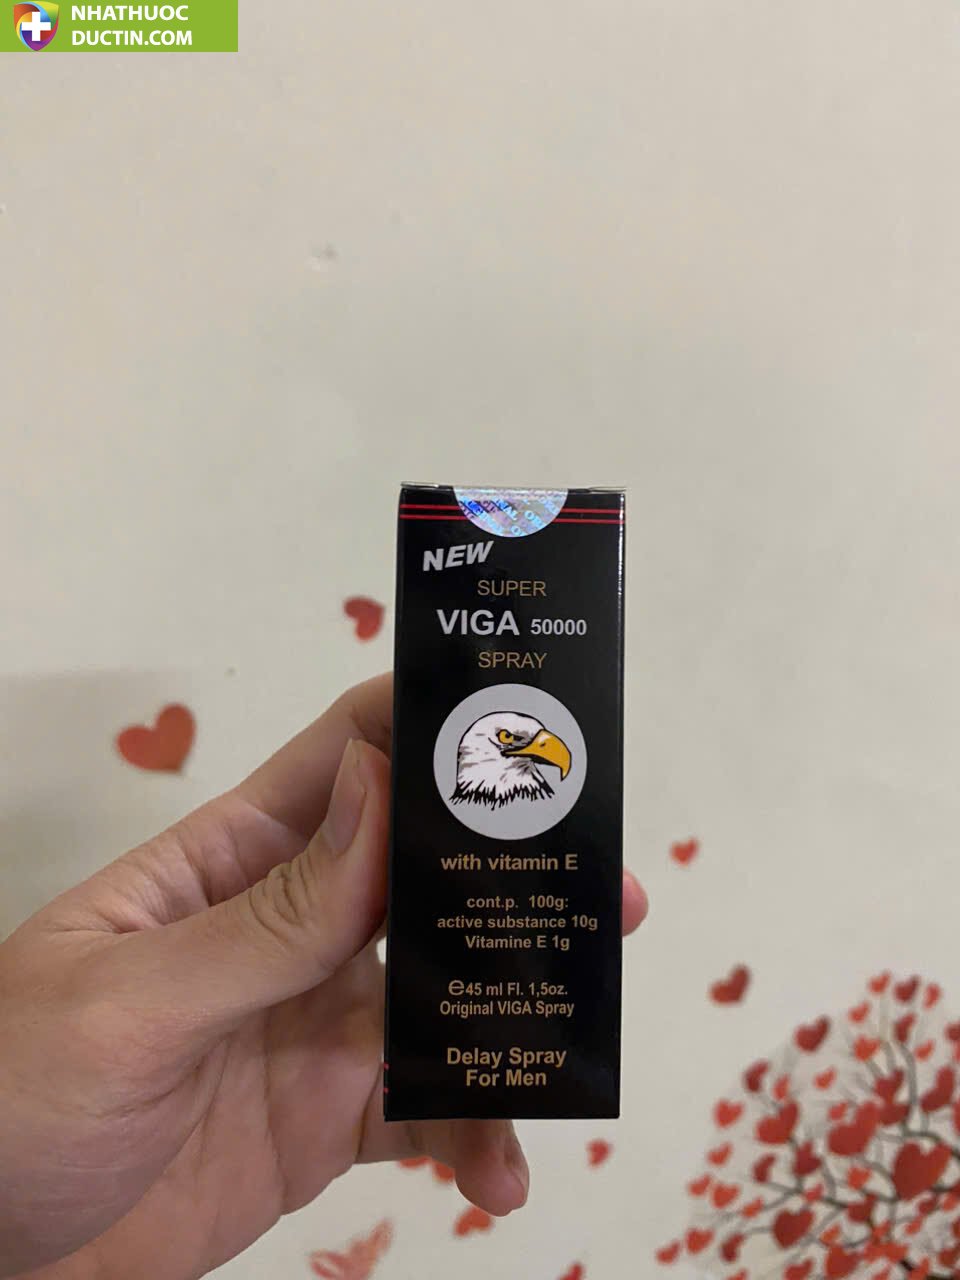 NHATHUOC
DUCTIN.COM
NEW
SUPER
VIGA 50000
SPRAY
with vitamin E
cont.p. 100g:
active substance 10g
Vitamine E 1g
℮45 ml Fl. 1,5oz.
Original VIGA Spray
Delay Spray
For Men